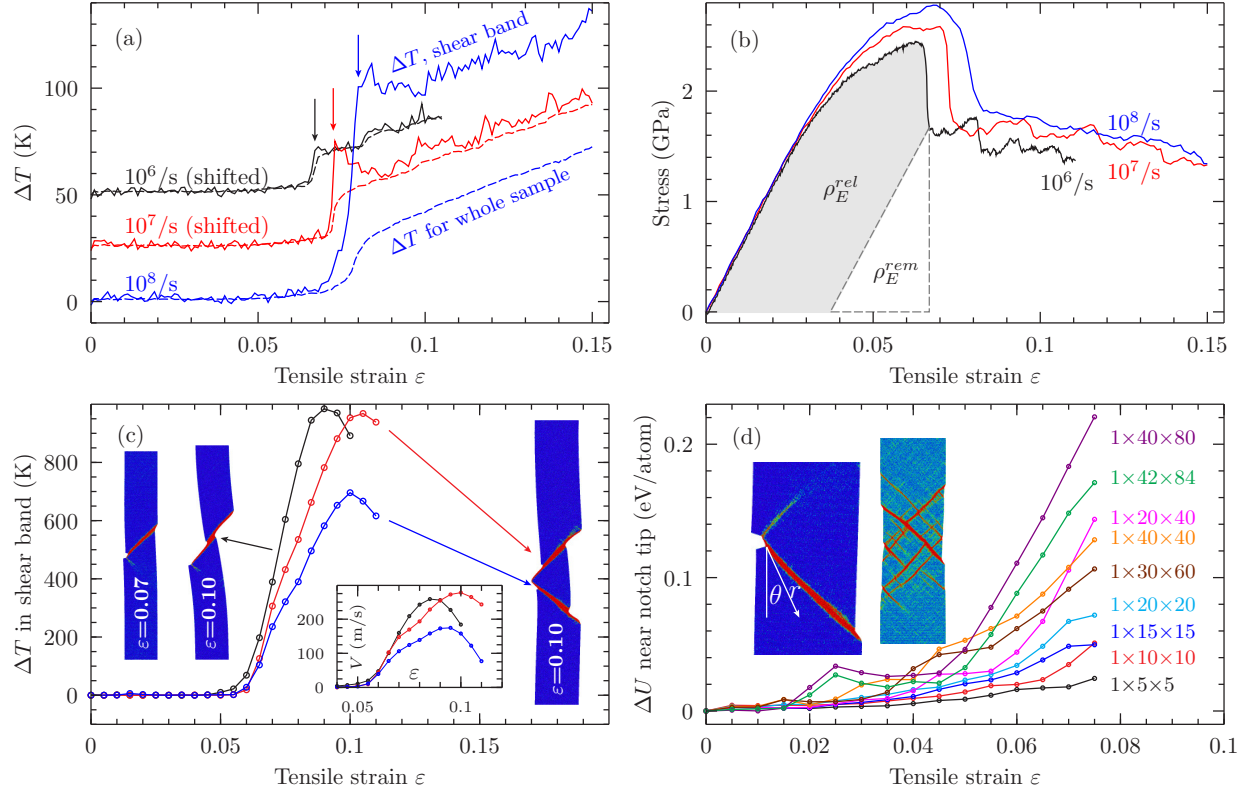 (a)
ΔT, shear band
10⁶/s (shifted)
10⁷/s (shifted)
10⁸/s
ΔT for whole sample
ΔT (K)
100
50
0
0
0.05
0.1
0.15
Tensile strain ε
(b)
Stress (GPa)
2
1
0
ρ_E^{rel}
ρ_E^{rem}
10⁸/s
10⁷/s
10⁶/s
0
0.05
0.1
0.15
Tensile strain ε
(c)
ΔT in shear band (K)
800
600
400
200
0
ε=0.07
ε=0.10
ε=0.10
V (m/s)
200
100
0
0.05
0.1
ε
0
0.05
0.1
0.15
Tensile strain ε
(d)
ΔU near notch tip (eV/atom)
0.2
0.1
0
θ
r
1×40×80
1×42×84
1×20×40
1×40×40
1×30×60
1×20×20
1×15×15
1×10×10
1×5×5
0
0.02
0.04
0.06
0.08
0.1
Tensile strain ε